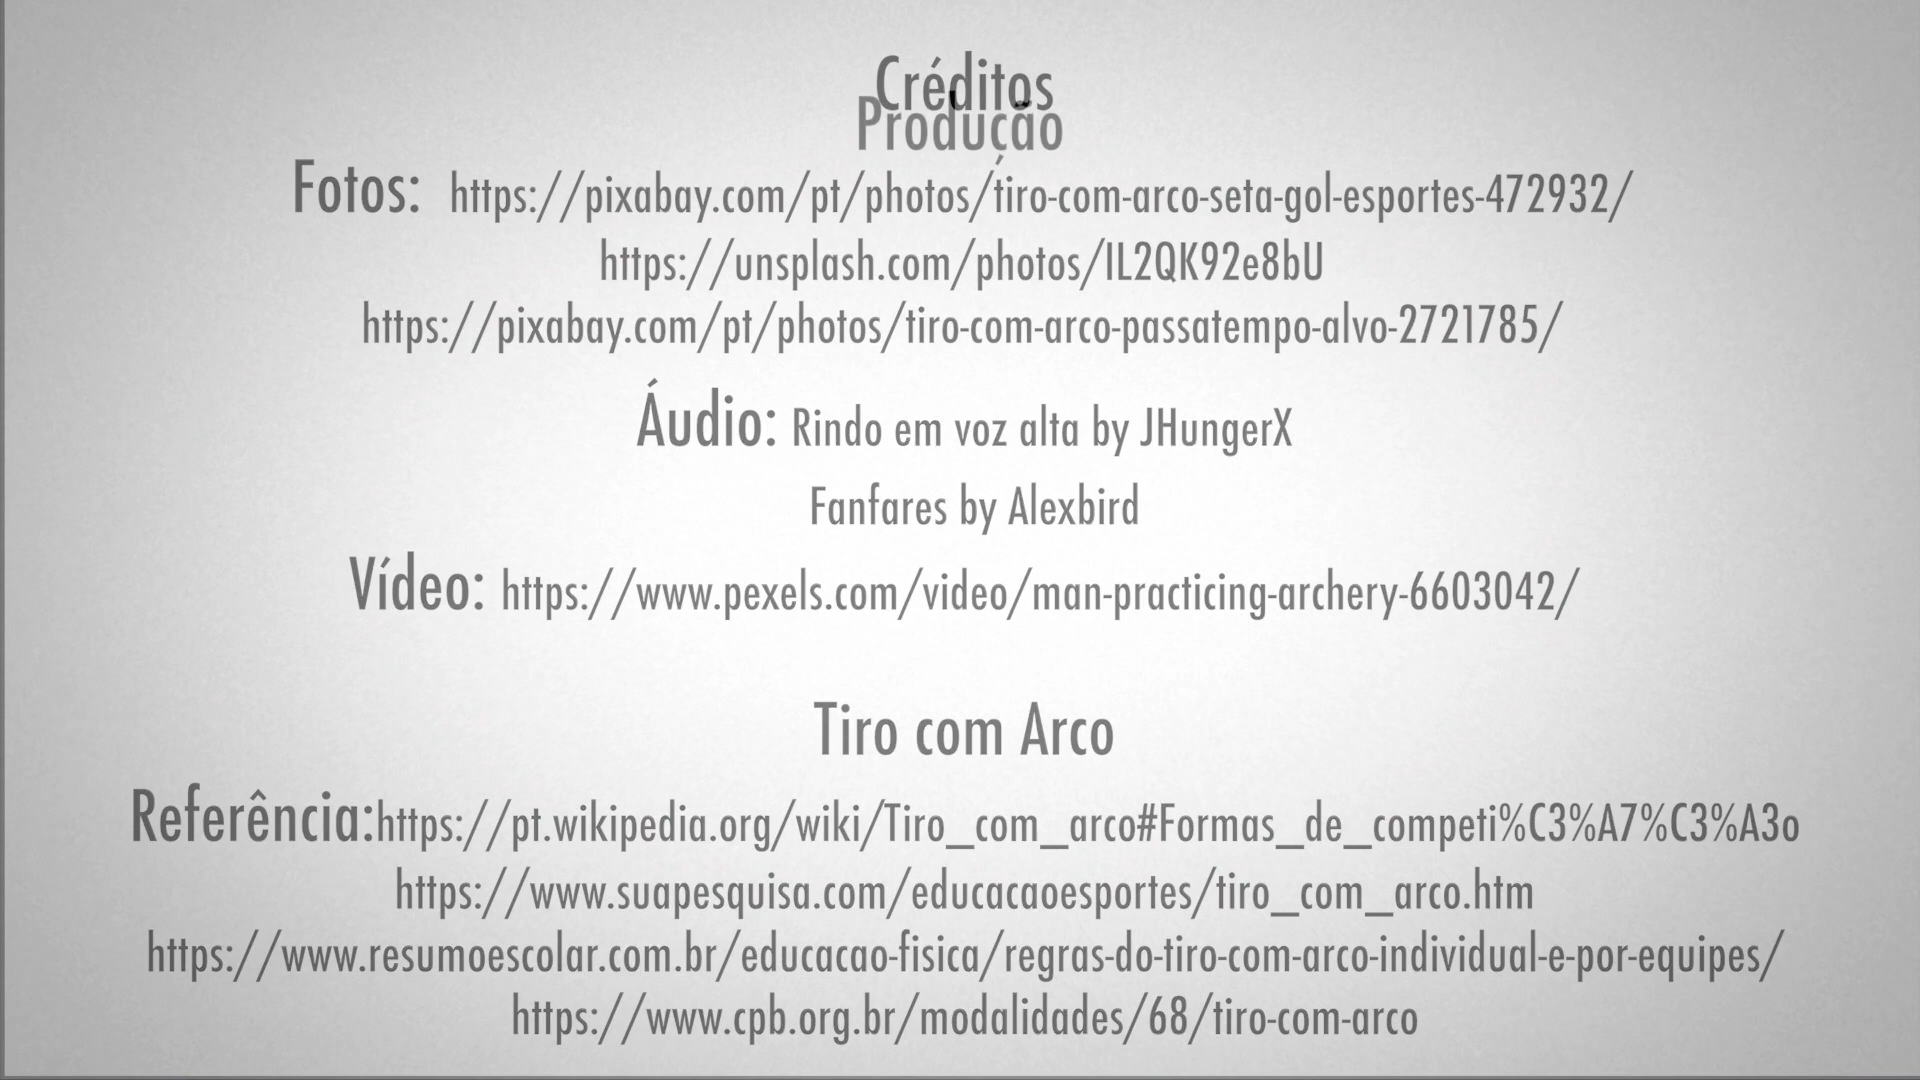 Créditos
Produção
Fotos: https://pixabay.com/pt/photos/tiro-com-arco-seta-gol-esportes-472932/
https://unsplash.com/photos/IL2QK92e8bU
https://pixabay.com/pt/photos/tiro-com-arco-passatempo-alvo-2721785/
Áudio: Rindo em voz alta by JHungerX
Fanfares by Alexbird
Vídeo: https://www.pexels.com/video/man-practicing-archery-6603042/
Tiro com Arco
Referência:https://pt.wikipedia.org/wiki/Tiro_com_arco#Formas_de_competi%C3%A7%C3%A3o
https://www.suapesquisa.com/educacaoesportes/tiro_com_arco.htm
https://www.resumoescolar.com.br/educacao-fisica/regras-do-tiro-com-arco-individual-e-por-equipes/
https://www.cpb.org.br/modalidades/68/tiro-com-arco